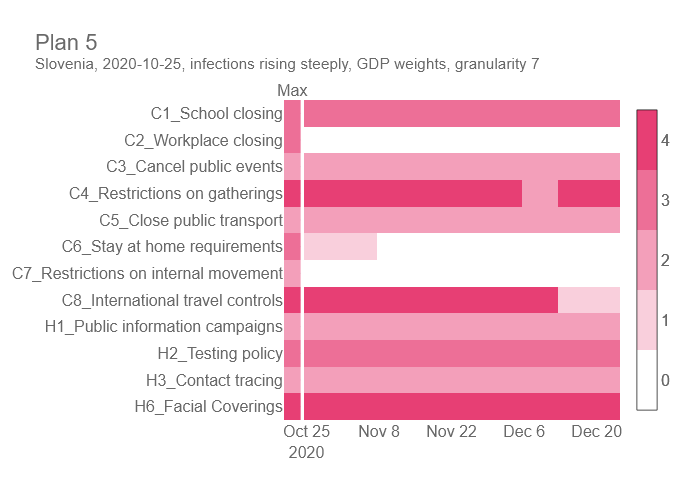 Plan 5
Slovenia, 2020-10-25, infections rising steeply, GDP weights, granularity 7
Max
C1_School closing
C2_Workplace closing
C3_Cancel public events
C4_Restrictions on gatherings
C5_Close public transport
C6_Stay at home requirements
C7_Restrictions on internal movement
C8_International travel controls
H1_Public information campaigns
H2_Testing policy
H3_Contact tracing
H6_Facial Coverings
4
3
2
1
0
Oct 25 Nov 8 Nov 22 Dec 6 Dec 20
2020